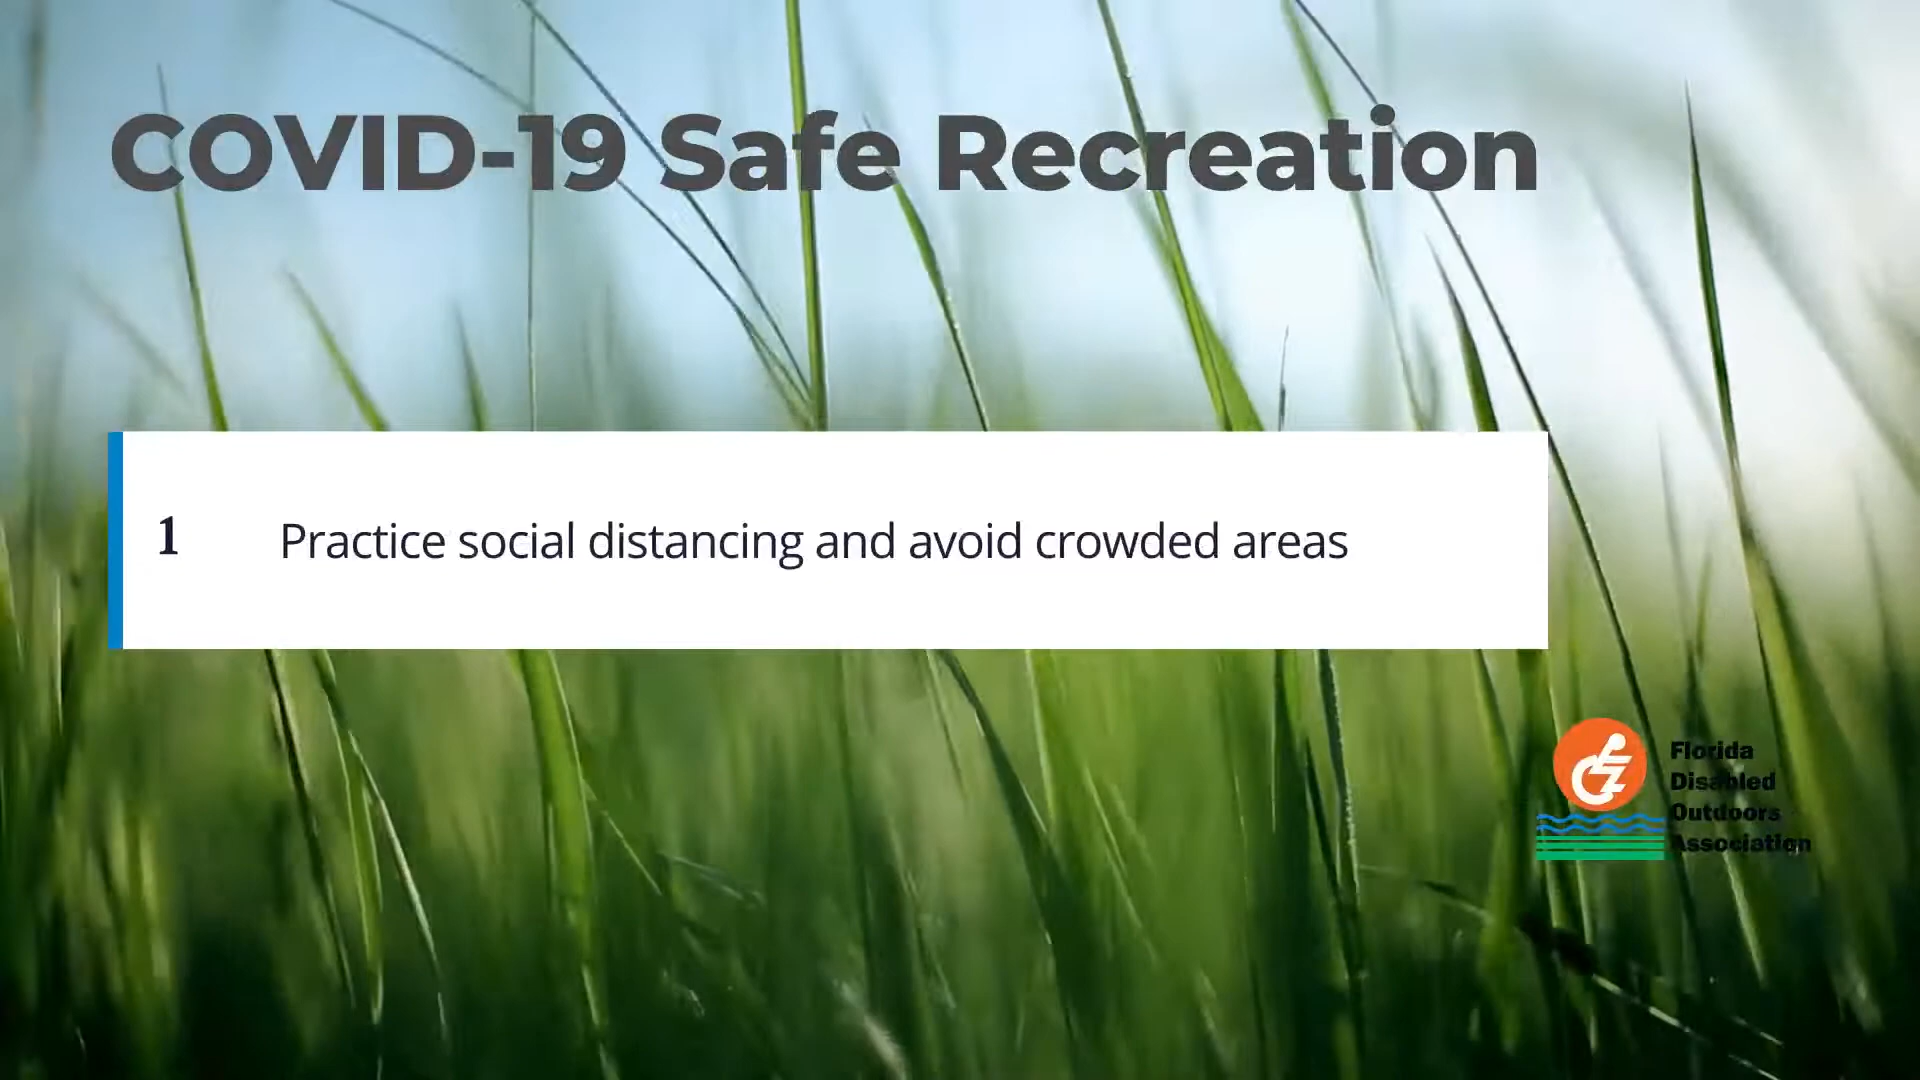 COVID-19 Safe Recreation
1 Practice social distancing and avoid crowded areas
Florida
Disabled
Outdoors
Association